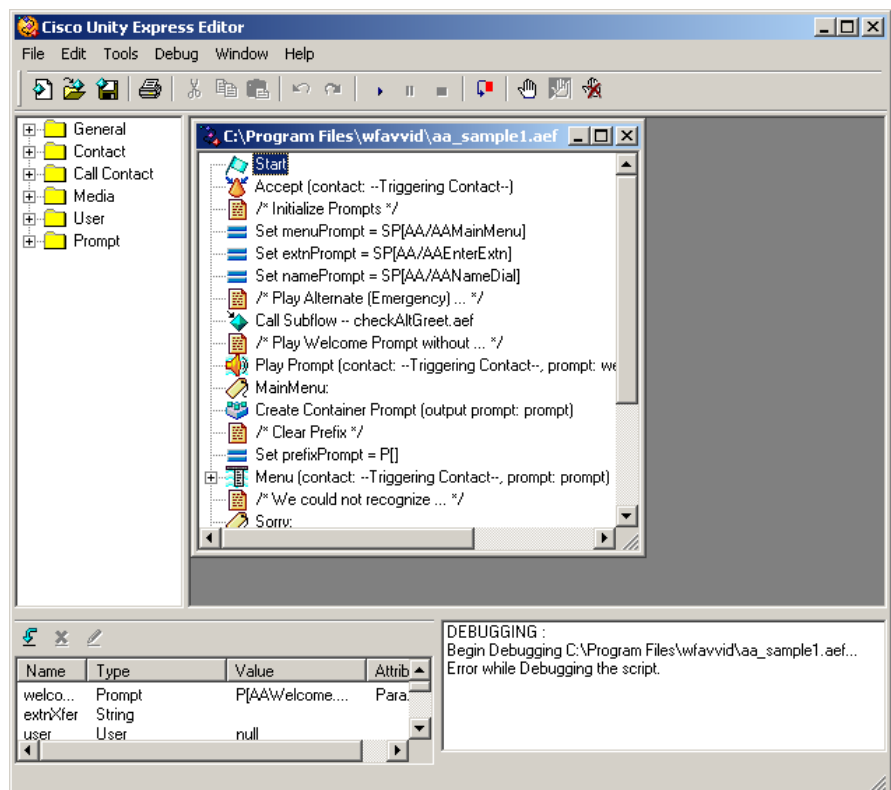 Cisco Unity Express Editor
File Edit Tools Debug Window Help
General
Contact
Call Contact
Media
User
Prompt
C:\Program Files\wfavvid\aa_sample1.aef
Start
Accept (contact: --Triggering Contact--)
/* Initialize Prompts */
Set menuPrompt = SP[AA/AAMainMenu]
Set extnPrompt = SP[AA/AAEnterExtn]
Set namePrompt = SP[AA/AANameDial]
/* Play Alternate (Emergency) ... */
Call Subflow -- checkAltGreet.aef
/* Play Welcome Prompt without ... */
Play Prompt (contact: --Triggering Contact--, prompt: we
MainMenu:
Create Container Prompt (output prompt: prompt)
/* Clear Prefix */
Set prefixPrompt = P[]
Menu (contact: --Triggering Contact--, prompt: prompt)
/* We could not recognize ... */
Sorry:
Name Type Value Attrib
welco... Prompt P[AAWelcome.... Para
extnXfer String
user User null
DEBUGGING :
Begin Debugging C:\Program Files\wfavvid\aa_sample1.aef...
Error while Debugging the script.